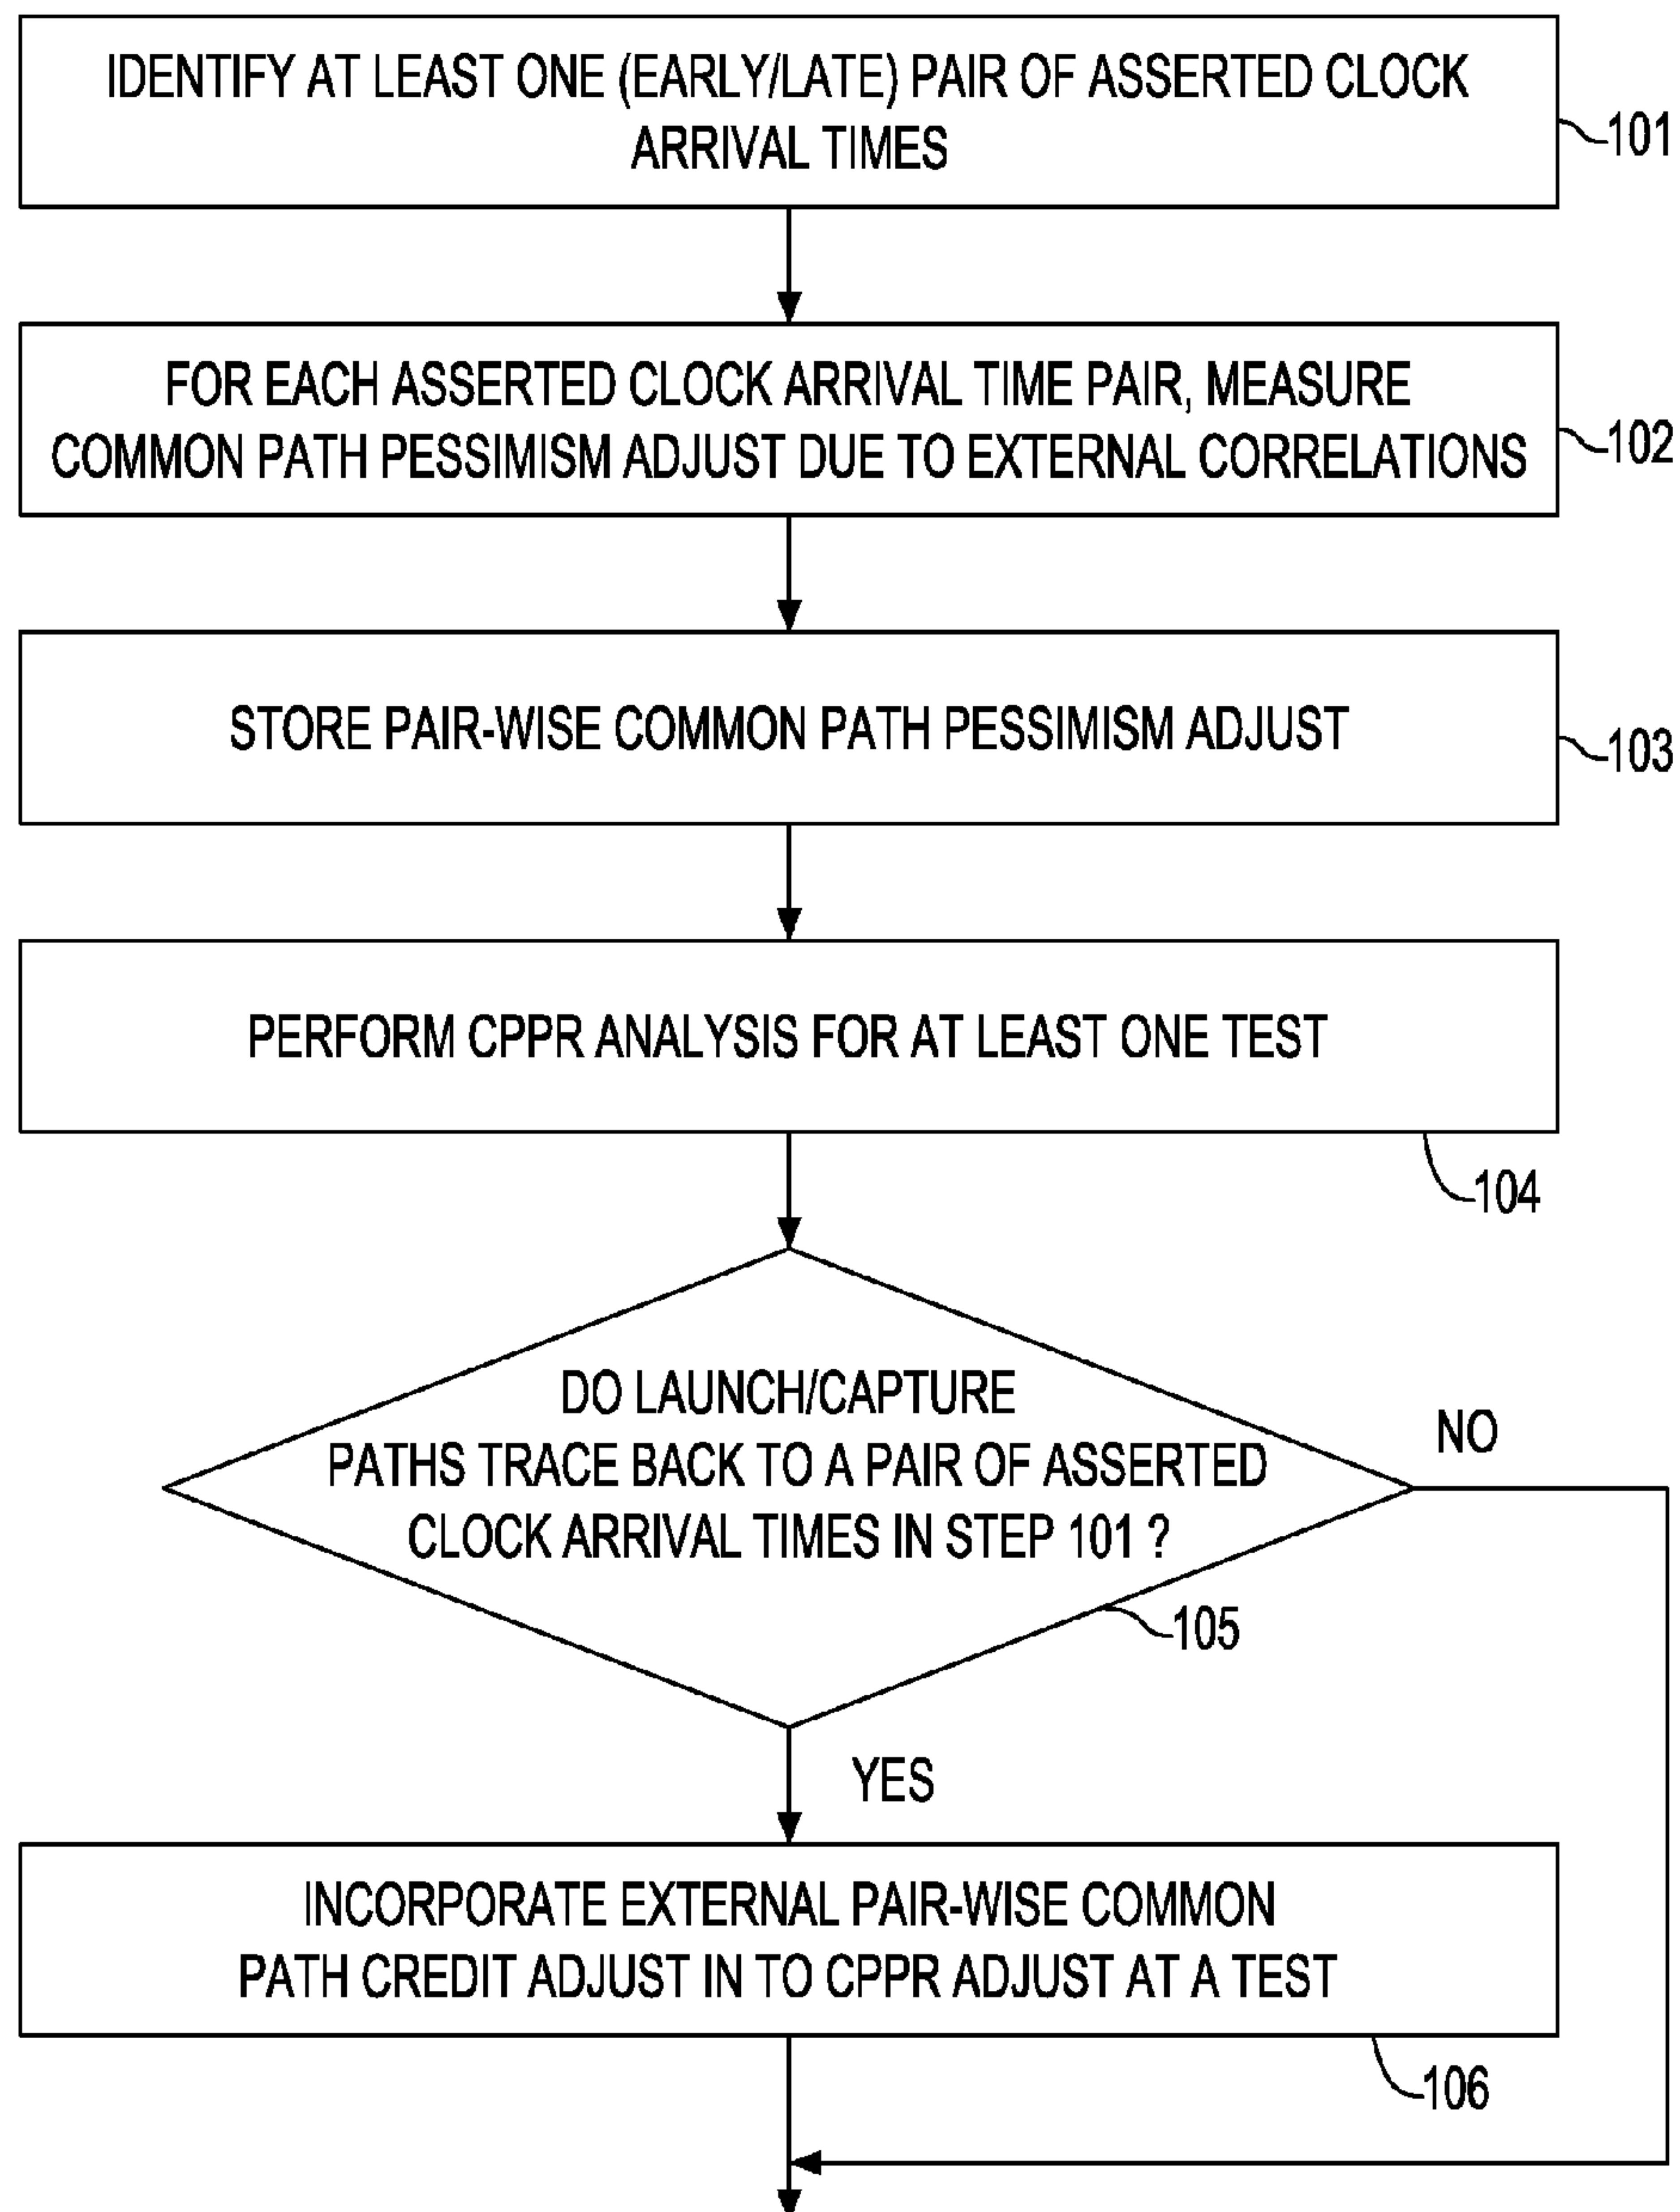 IDENTIFY AT LEAST ONE (EARLY/LATE) PAIR OF ASSERTED CLOCK
ARRIVAL TIMES
101
FOR EACH ASSERTED CLOCK ARRIVAL TIME PAIR, MEASURE
COMMON PATH PESSIMISM ADJUST DUE TO EXTERNAL CORRELATIONS
102
STORE PAIR-WISE COMMON PATH PESSIMISM ADJUST
103
PERFORM CPPR ANALYSIS FOR AT LEAST ONE TEST
104
DO LAUNCH/CAPTURE
PATHS TRACE BACK TO A PAIR OF ASSERTED
CLOCK ARRIVAL TIMES IN STEP 101 ?
NO
105
YES
INCORPORATE EXTERNAL PAIR-WISE COMMON
PATH CREDIT ADJUST IN TO CPPR ADJUST AT A TEST
106